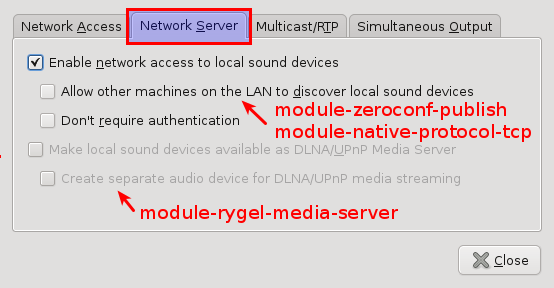 Network Access Network Server Multicast/RTP Simultaneous Output
Enable network access to local sound devices
Allow other machines on the LAN to discover local sound devices
module-zeroconf-publish
Don't require authentication
module-native-protocol-tcp
Make local sound devices available as DLNA/UPnP Media Server
Create separate audio device for DLNA/UPnP media streaming
module-rygel-media-server
Close